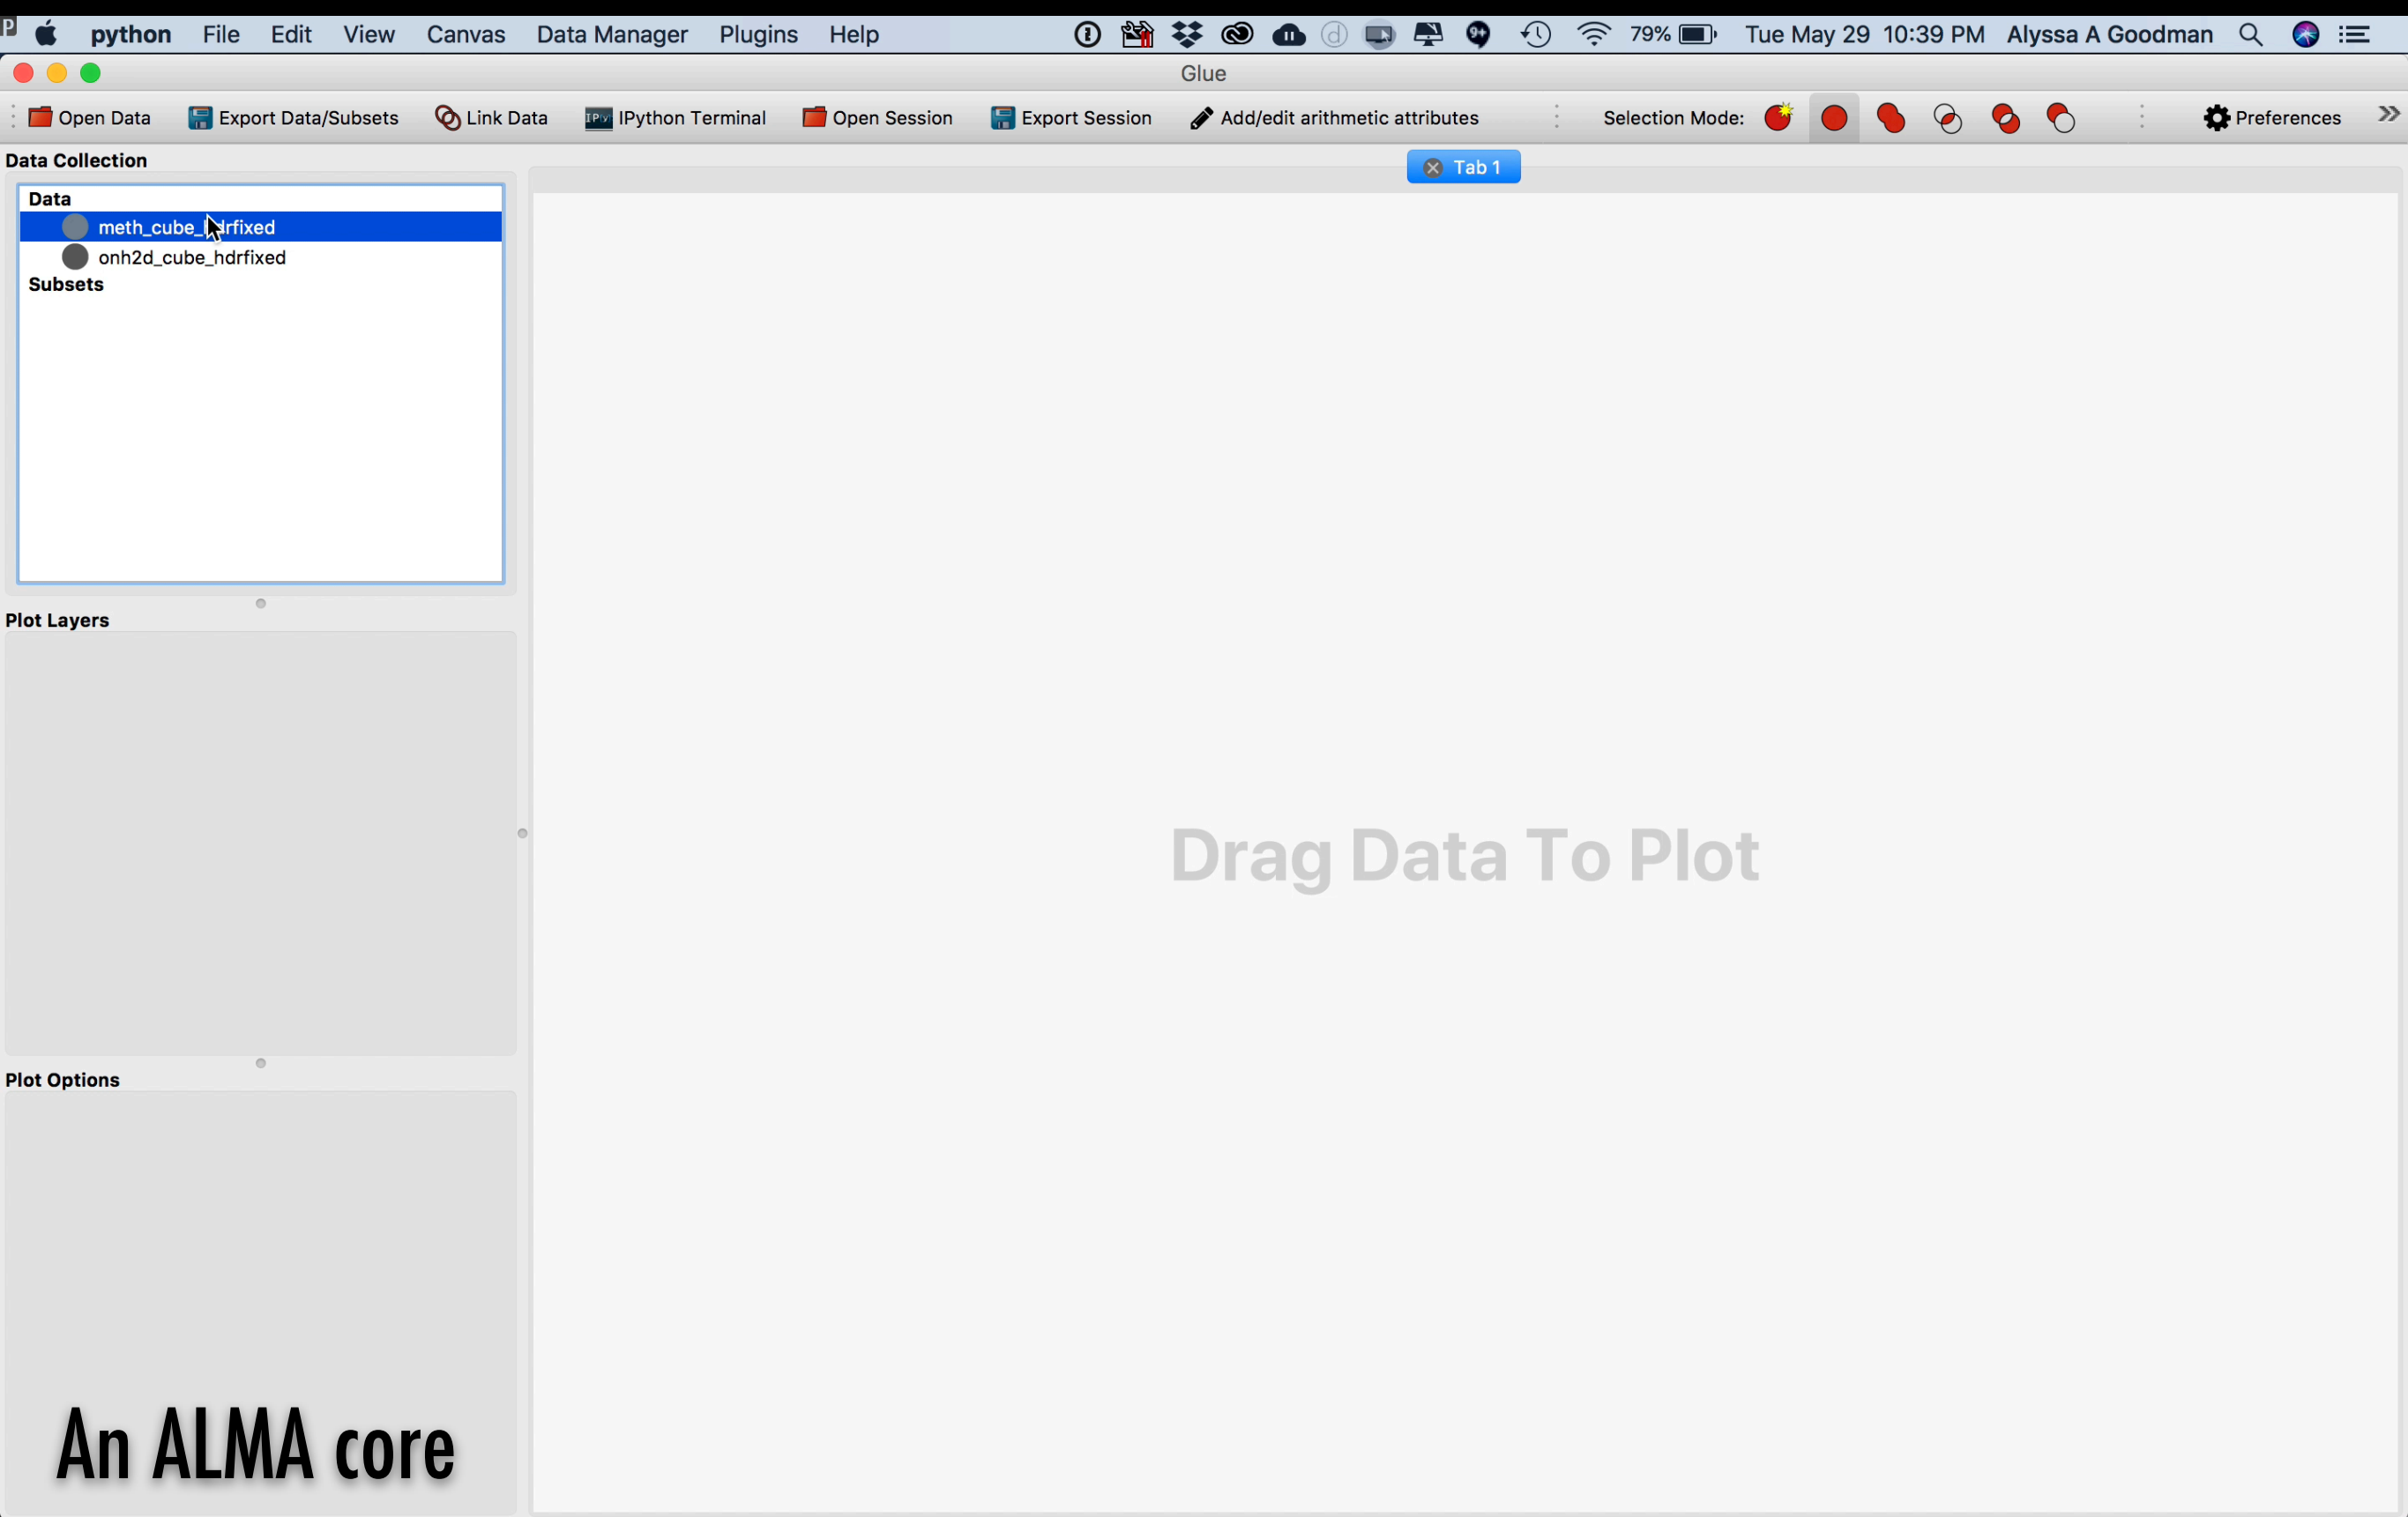 P python File Edit View Canvas Data Manager Plugins Help 9+ 79% Tue May 29 10:39 PM Alyssa A Goodman
Glue
Open Data Export Data/Subsets Link Data IPy IPython Terminal Open Session Export Session Add/edit arithmetic attributes Selection Mode: Preferences
Data Collection
Tab 1
Data
meth_cube_hdrfixed
onh2d_cube_hdrfixed
Subsets
Plot Layers
Drag Data To Plot
Plot Options
An ALMA core